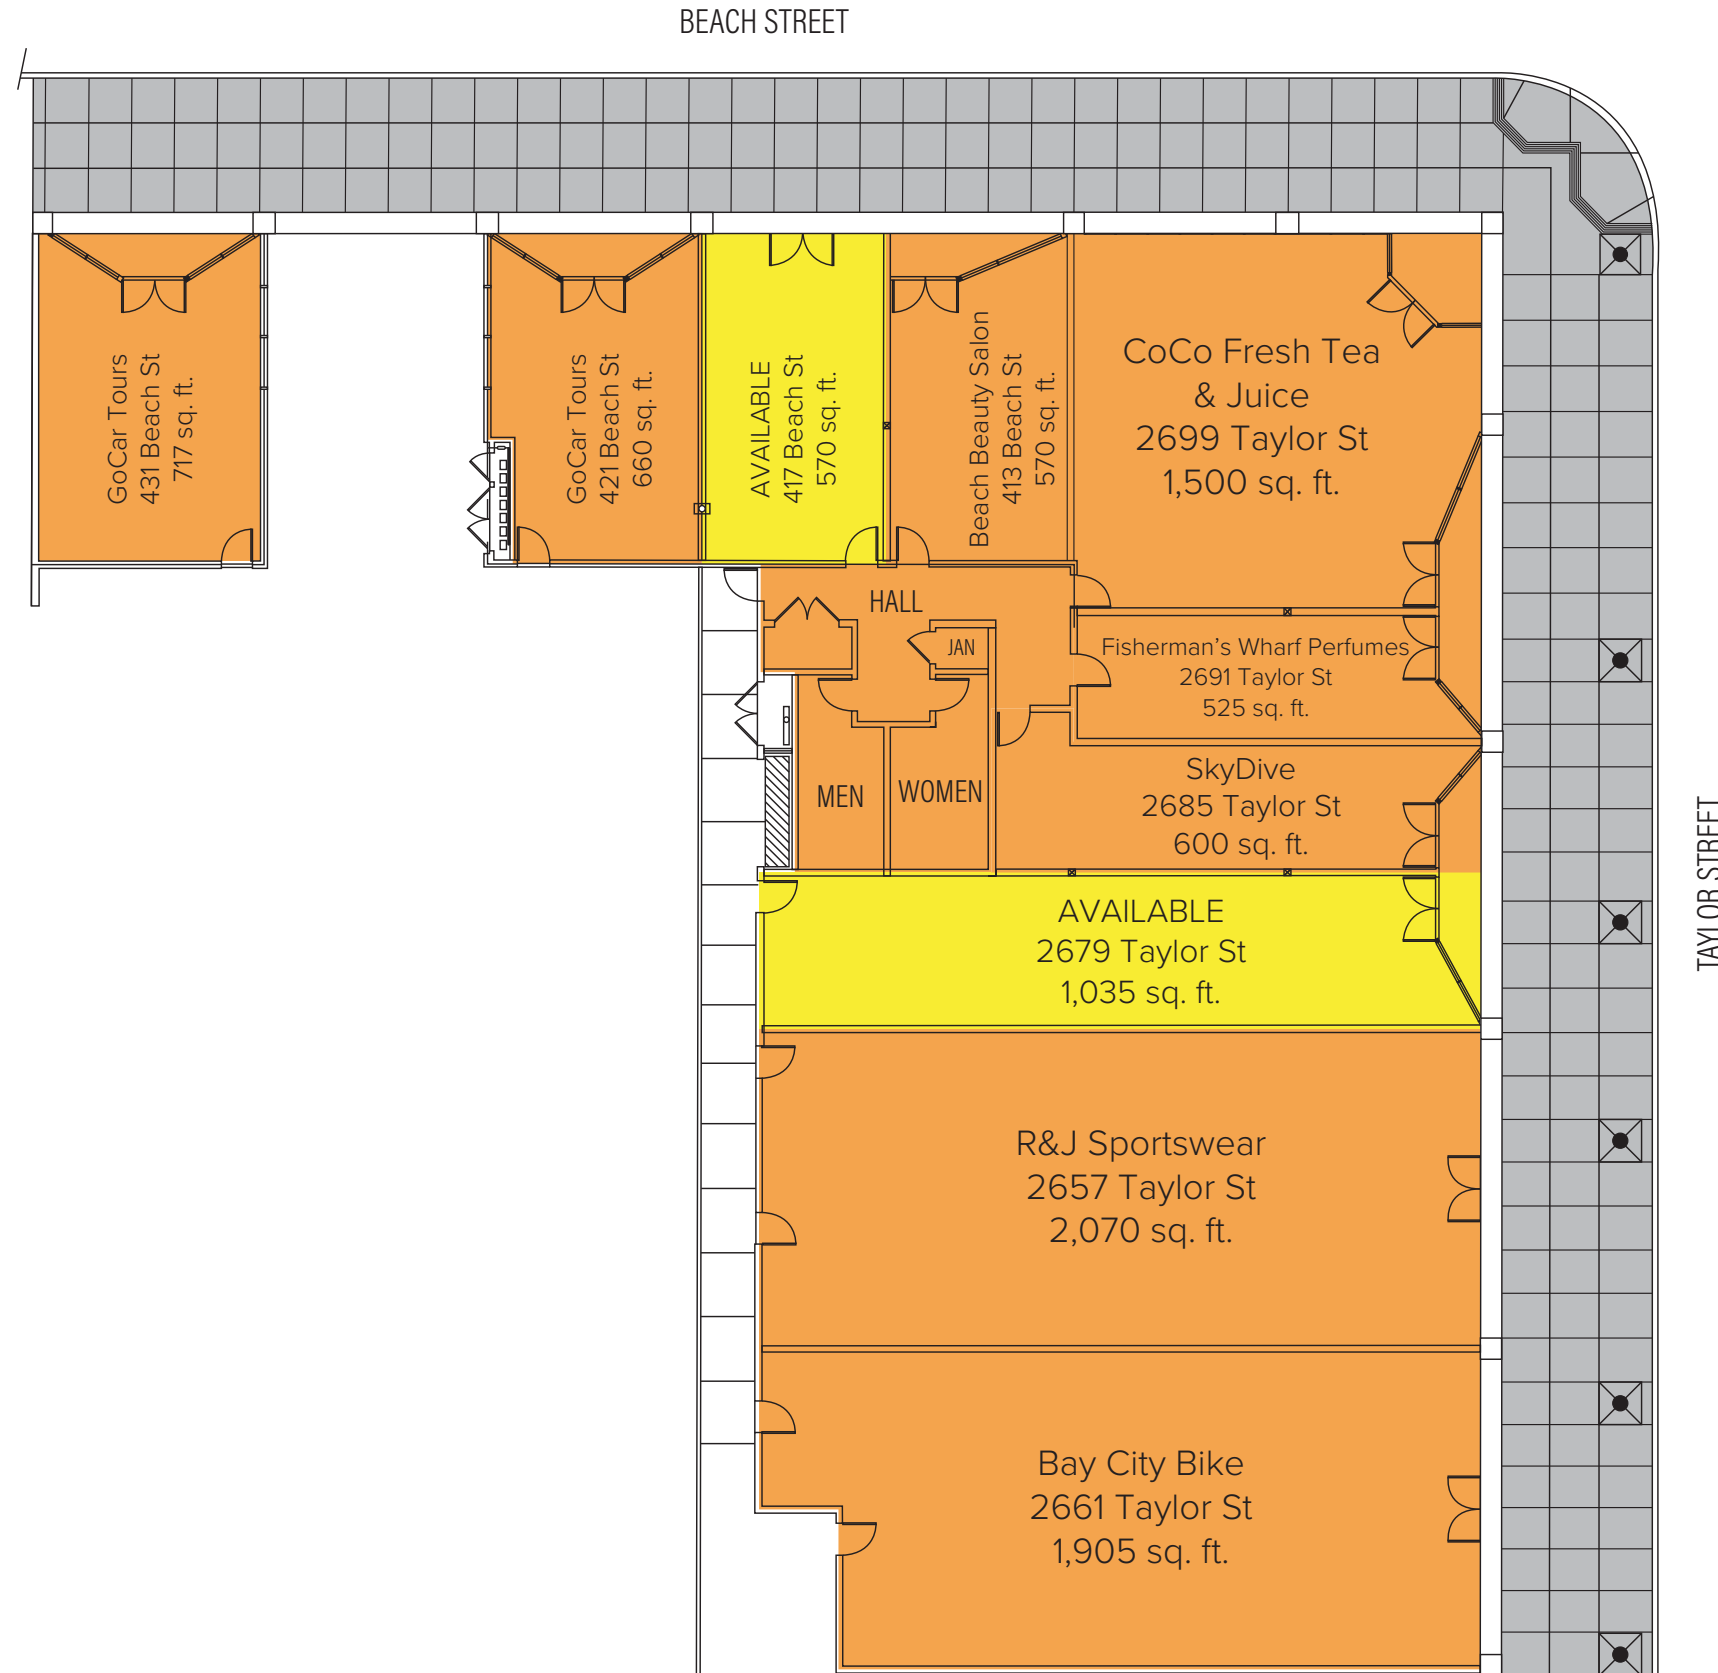 BEACH STREET
GoCar Tours
431 Beach St
717 sq. ft.
GoCar Tours
421 Beach St
660 sq. ft.
AVAILABLE
417 Beach St
570 sq. ft.
Beach Beauty Salon
413 Beach St
570 sq. ft.
CoCo Fresh Tea
& Juice
2699 Taylor St
1,500 sq. ft.
HALL
JAN
Fisherman's Wharf Perfumes
2691 Taylor St
525 sq. ft.
MEN
WOMEN
SkyDive
2685 Taylor St
600 sq. ft.
TAYLOR STREET
AVAILABLE
2679 Taylor St
1,035 sq. ft.
R&J Sportswear
2657 Taylor St
2,070 sq. ft.
Bay City Bike
2661 Taylor St
1,905 sq. ft.